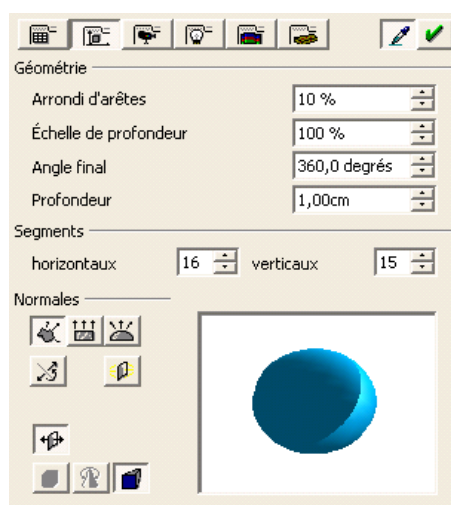 Géométrie
Arrondi d'arêtes 10 %
Échelle de profondeur 100 %
Angle final 360,0 degrés
Profondeur 1,00cm
Segments
horizontaux 16 verticaux 15
Normales